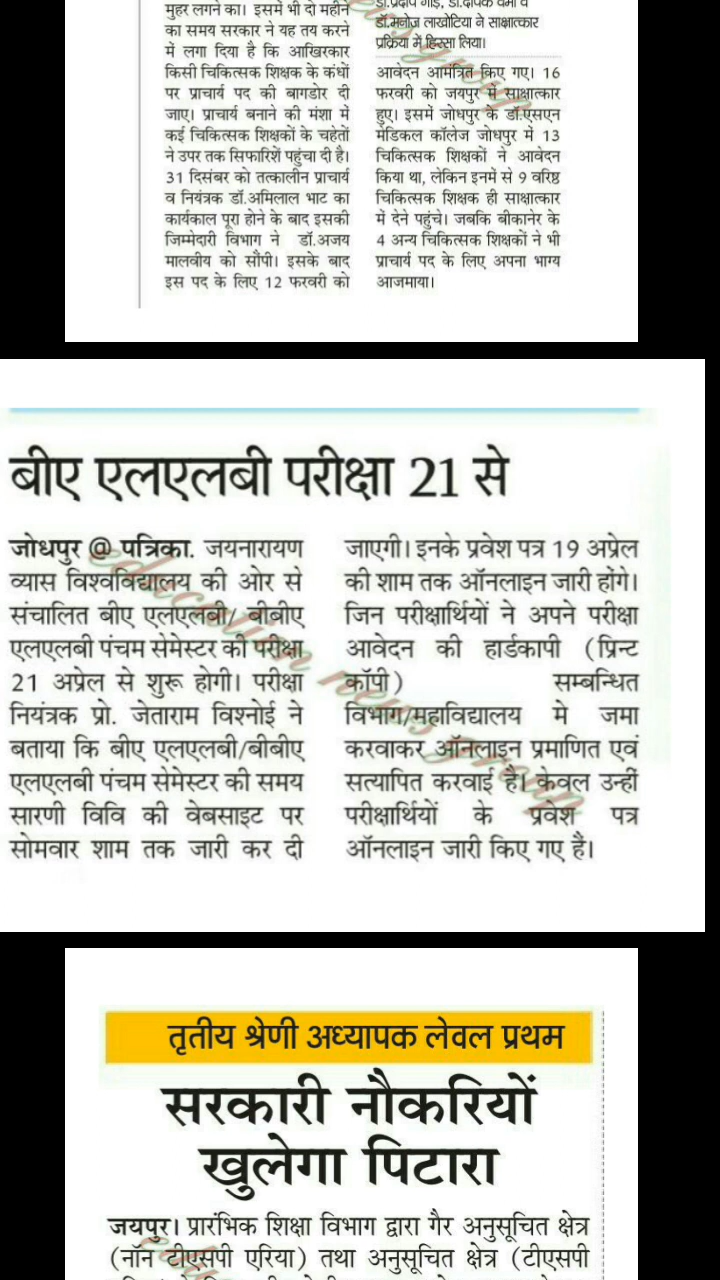 मुहर लगने का। इसमें भी दो महीने
का समय सरकार ने यह तय करने
में लगा दिया है कि आखिरकार
किसी चिकित्सक शिक्षक के कंधों
पर प्राचार्य पद की बागडोर दी
जाए। प्राचार्य बनाने की मंशा में
कई चिकित्सक शिक्षकों के चहेतों
ने उपर तक सिफारिशें पहुंचा दी है।
31 दिसंबर को तत्कालीन प्राचार्य
व नियंत्रक डॉ.अमिलाल भाट का
कार्यकाल पूरा होने के बाद इसकी
जिम्मेदारी विभाग ने डॉ.अजय
मालवीय को सौंपी। इसके बाद
इस पद के लिए 12 फरवरी को
डॉ.प्रदीप गौड़, डॉ.दीपक वर्मा व
डॉ.मनोज लाखोटिया ने साक्षात्कार
प्रक्रिया में हिस्सा लिया।
आवेदन आमंत्रित किए गए। 16
फरवरी को जयपुर में साक्षात्कार
हुए। इसमें जोधपुर के डॉ.एसएन
मेडिकल कॉलेज जोधपुर में 13
चिकित्सक शिक्षकों ने आवेदन
किया था, लेकिन इनमें से 9 वरिष्ठ
चिकित्सक शिक्षक ही साक्षात्कार
में देने पहुंचे। जबकि बीकानेर के
4 अन्य चिकित्सक शिक्षकों ने भी
प्राचार्य पद के लिए अपना भाग्य
आजमाया।
बीए एलएलबी परीक्षा 21 से
जोधपुर @ पत्रिका. जयनारायण
व्यास विश्वविद्यालय की ओर से
संचालित बीए एलएलबी/ बीबीए
एलएलबी पंचम सेमेस्टर की परीक्षा
21 अप्रेल से शुरू होगी। परीक्षा
नियंत्रक प्रो. जेताराम विश्नोई ने
बताया कि बीए एलएलबी/बीबीए
एलएलबी पंचम सेमेस्टर की समय
सारणी विवि की वेबसाइट पर
सोमवार शाम तक जारी कर दी
जाएगी। इनके प्रवेश पत्र 19 अप्रेल
की शाम तक ऑनलाइन जारी होंगे।
जिन परीक्षार्थियों ने अपने परीक्षा
आवेदन की हार्डकापी (प्रिन्ट
कॉपी) सम्बन्धित
विभाग/महाविद्यालय मे जमा
करवाकर ऑनलाइन प्रमाणित एवं
सत्यापित करवाई है। केवल उन्हीं
परीक्षार्थियों के प्रवेश पत्र
ऑनलाइन जारी किए गए हैं।
education news group
तृतीय श्रेणी अध्यापक लेवल प्रथम
सरकारी नौकरियों
खुलेगा पिटारा
जयपुर। प्रारंभिक शिक्षा विभाग द्वारा गैर अनुसूचित क्षेत्र
(नॉन टीएसपी एरिया) तथा अनुसूचित क्षेत्र (टीएसपी